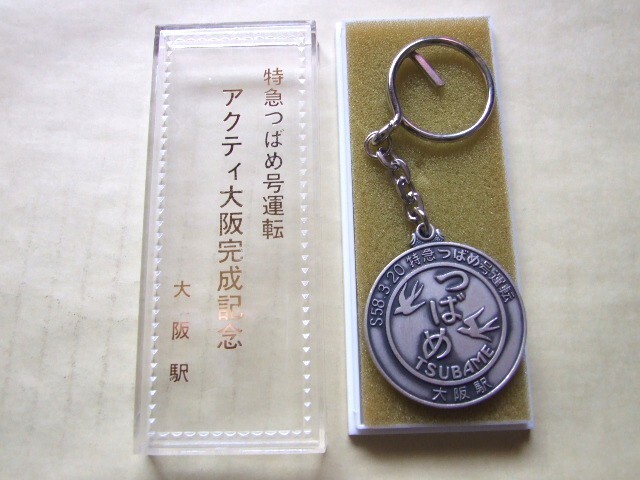 特急つばめ号運転
アクティ大阪完成記念
大阪駅
S58.3.20 特急つばめ号運転
つばめ
TSUBAME
大阪駅